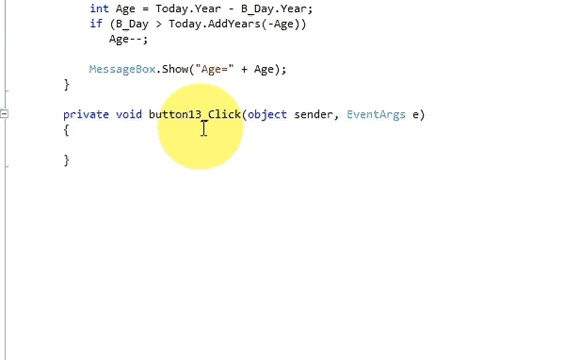 int Age = Today.Year - B_Day.Year;
if (B_Day > Today.AddYears(-Age))
Age--;
MessageBox.Show("Age=" + Age);
}
private void button13_Click(object sender, EventArgs e)
{
}